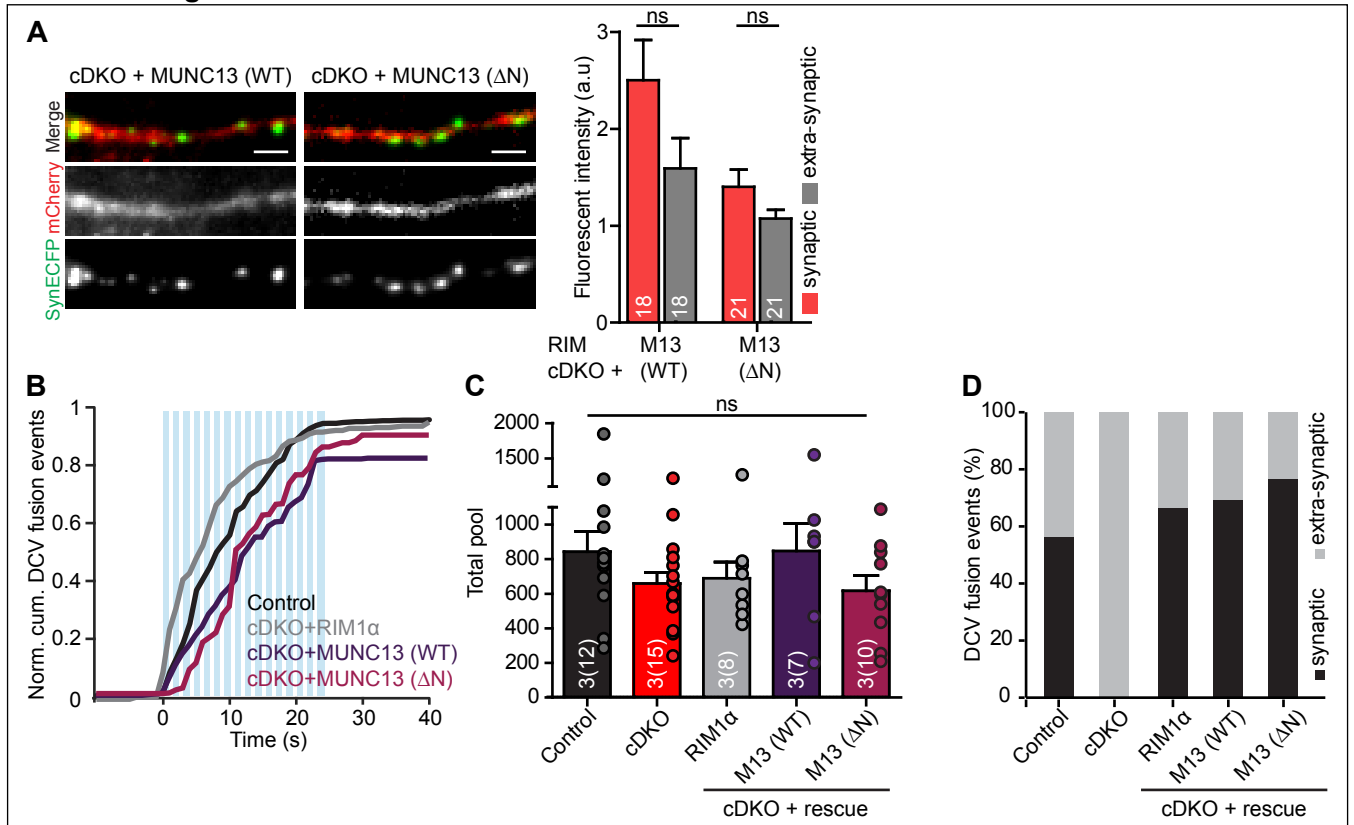 A
cDKO + MUNC13 (WT)
cDKO + MUNC13 (ΔN)
Merge
mCherry
SynECFP
ns
ns
3
2
1
0
Fluorescent intensity (a.u)
18
18
21
21
synaptic
extra-synaptic
RIM
cDKO +
M13
(WT)
M13
(ΔN)
B
1
0.8
0.6
0.4
0.2
0
Norm. cum. DCV fusion events
Control
cDKO+RIM1α
cDKO+MUNC13 (WT)
cDKO+MUNC13 (ΔN)
0
10
20
30
40
Time (s)
C
ns
2000
1500
1000
800
600
400
200
0
Total pool
3(12)
3(15)
3(8)
3(7)
3(10)
Control
cDKO
RIM1α
M13 (WT)
M13 (ΔN)
cDKO + rescue
D
100
80
60
40
20
0
DCV fusion events (%)
synaptic
extra-synaptic
Control
cDKO
RIM1α
M13 (WT)
M13 (ΔN)
cDKO + rescue